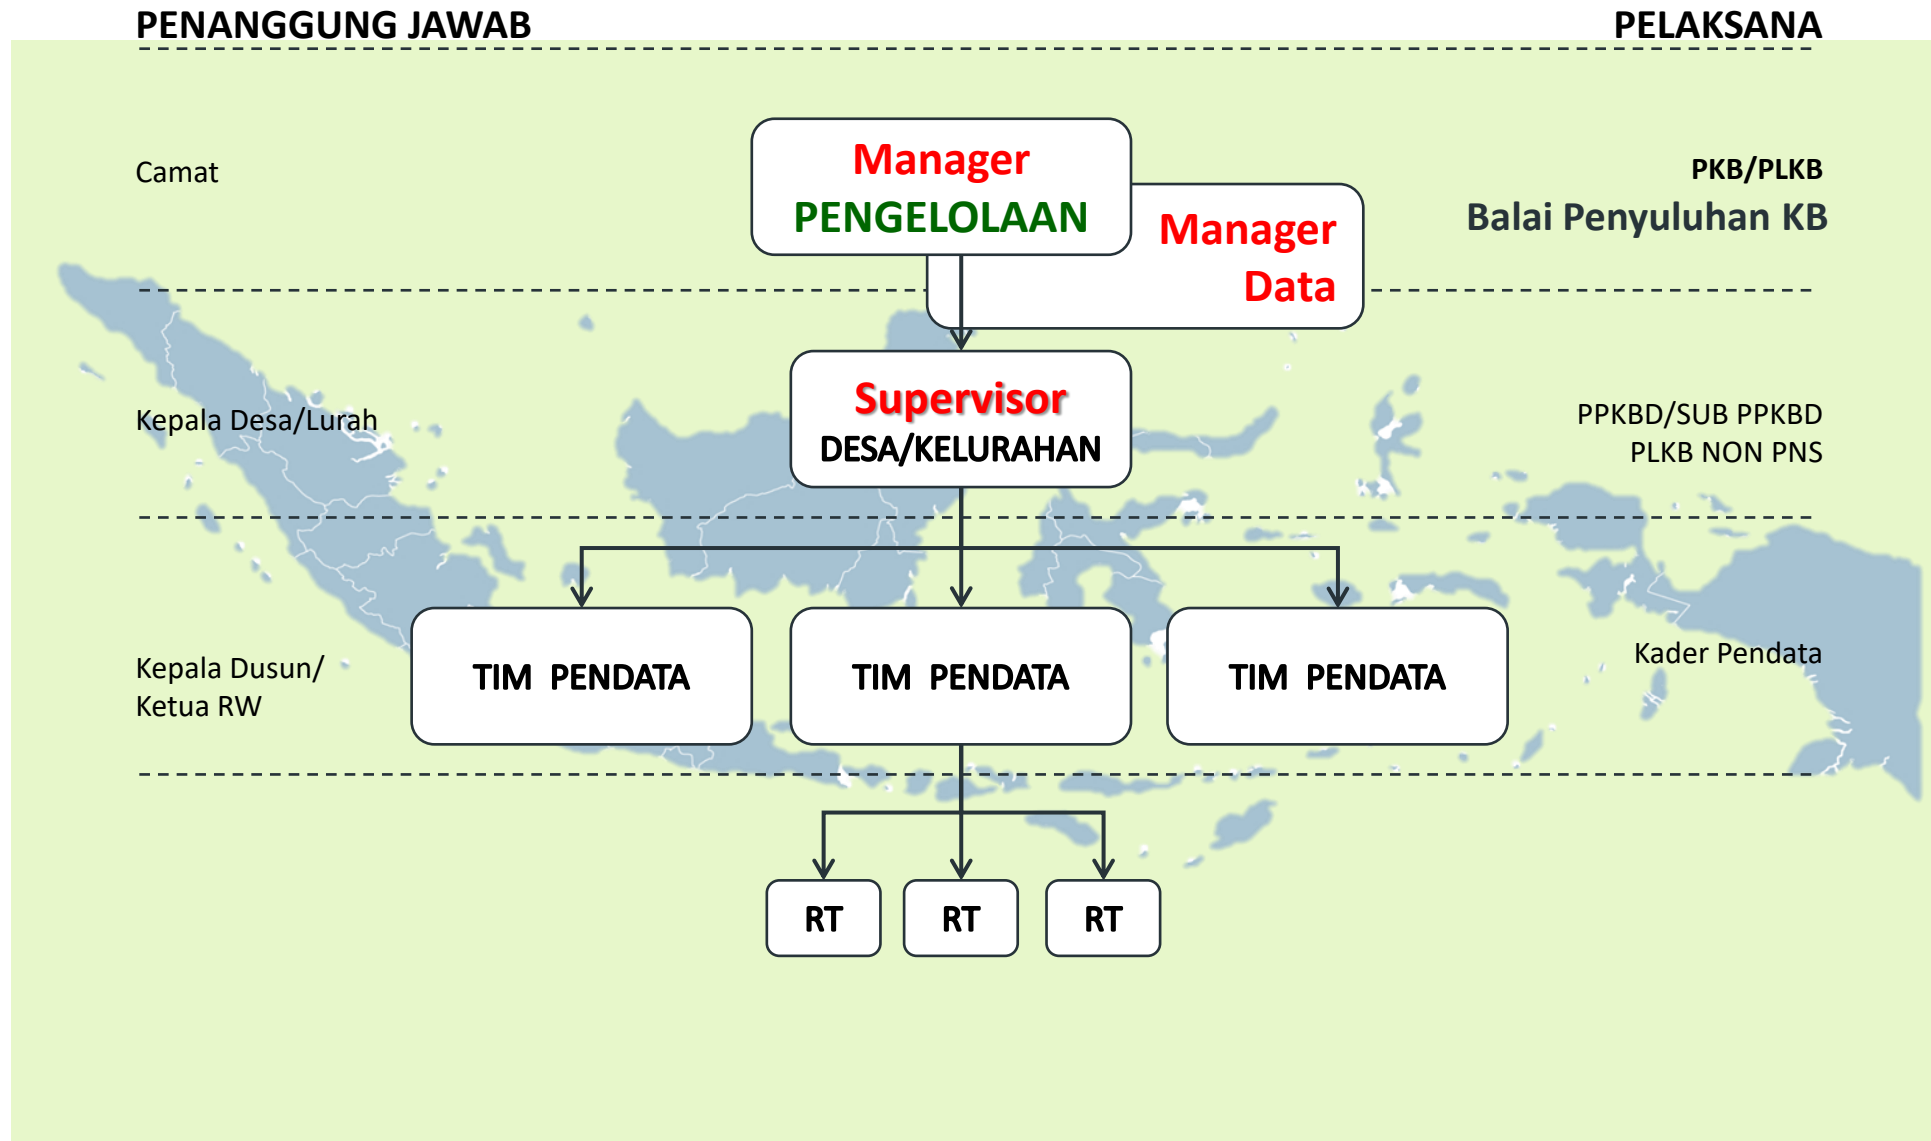 PENANGGUNG JAWAB
PELAKSANA
Camat
Manager
PENGELOLAAN
Manager
Data
PKB/PLKB
Balai Penyuluhan KB
Kepala Desa/Lurah
Supervisor
DESA/KELURAHAN
PPKBD/SUB PPKBD
PLKB NON PNS
Kepala Dusun/
Ketua RW
TIM PENDATA
TIM PENDATA
TIM PENDATA
Kader Pendata
RT
RT
RT